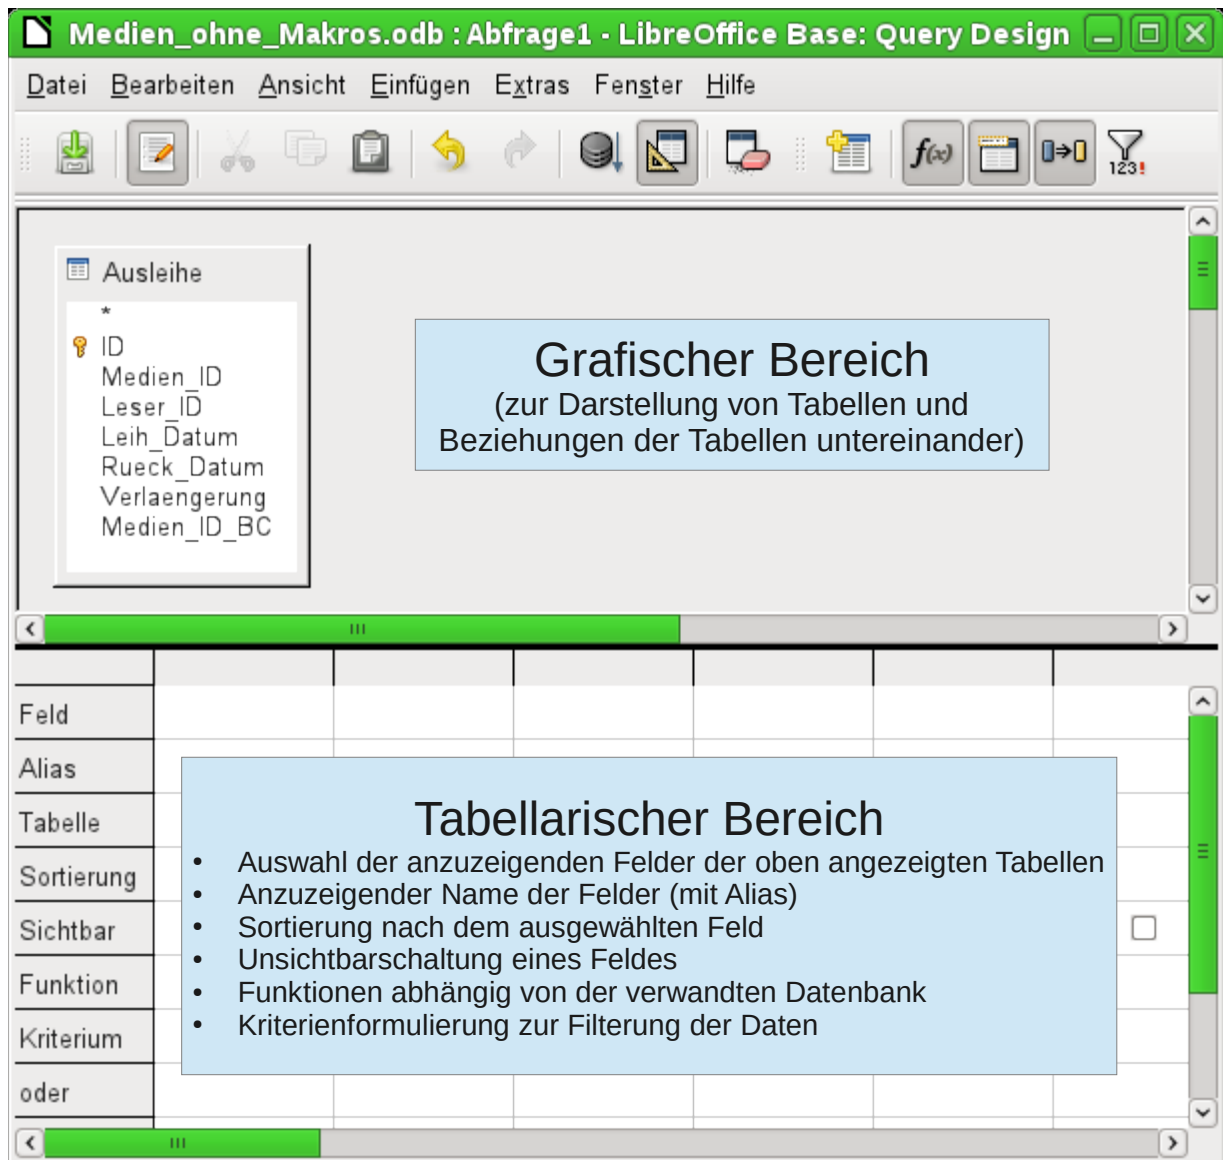 Medien_ohne_Makros.odb : Abfrage1 - LibreOffice Base: Query Design
Datei Bearbeiten Ansicht Einfügen Extras Fenster Hilfe
f(x)
123!
Ausleihe
*
ID
Medien_ID
Leser_ID
Leih_Datum
Rueck_Datum
Verlaengerung
Medien_ID_BC
Grafischer Bereich
(zur Darstellung von Tabellen und
Beziehungen der Tabellen untereinander)
Feld
Alias
Tabelle
Sortierung
Sichtbar
Funktion
Kriterium
oder
Tabellarischer Bereich
• Auswahl der anzuzeigenden Felder der oben angezeigten Tabellen
• Anzuzeigender Name der Felder (mit Alias)
• Sortierung nach dem ausgewählten Feld
• Unsichtbarschaltung eines Feldes
• Funktionen abhängig von der verwandten Datenbank
• Kriterienformulierung zur Filterung der Daten